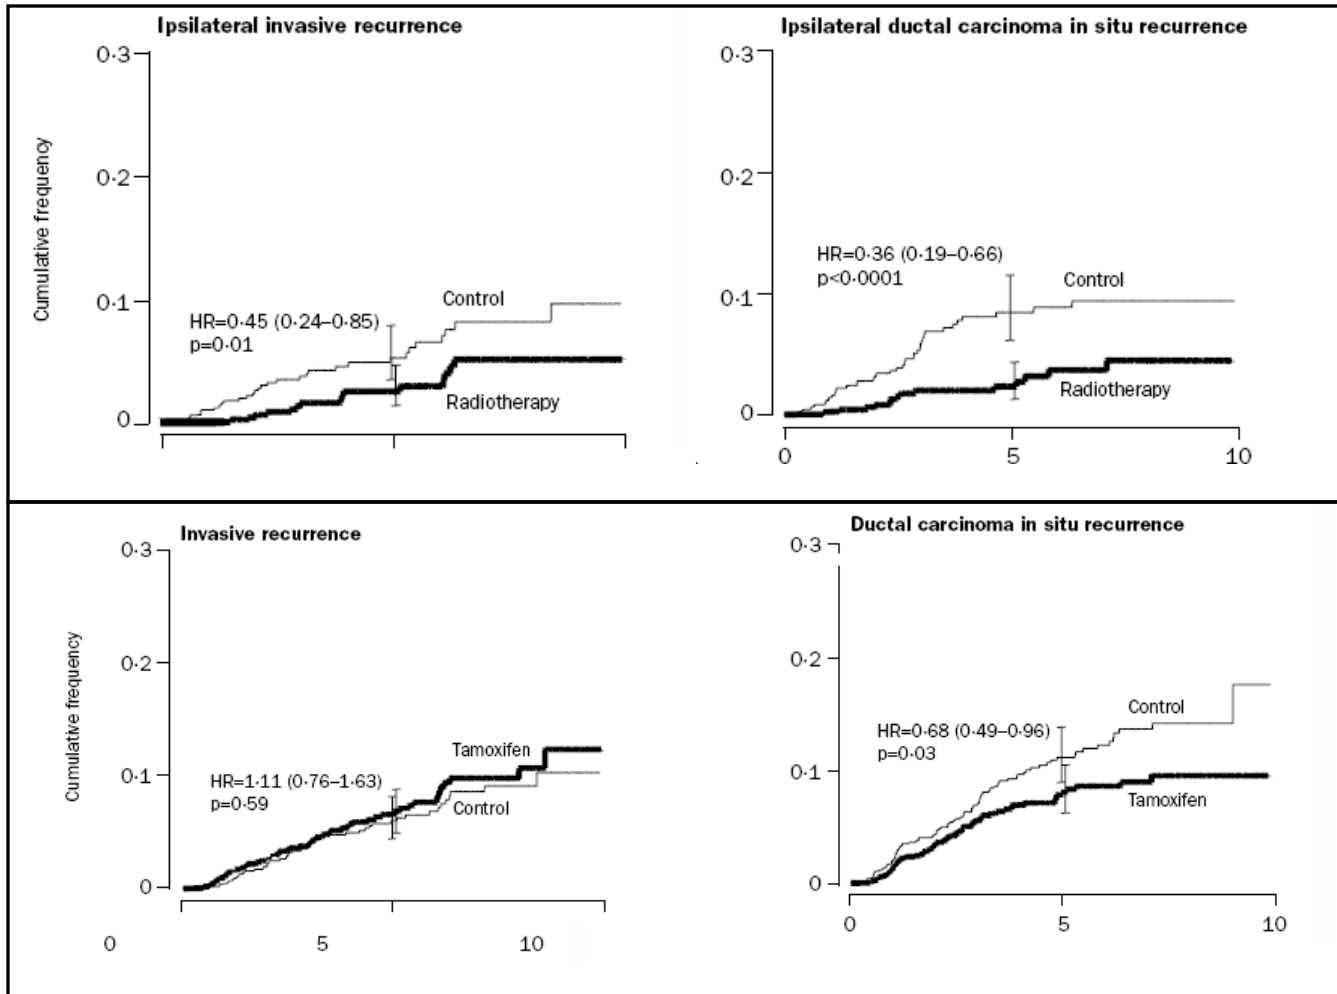 Ipsilateral invasive recurrence
Cumulative frequency
0·3
0·2
0·1
0
HR=0·45 (0·24–0·85)
p=0·01
Control
Radiotherapy
Ipsilateral ductal carcinoma in situ recurrence
0·3
0·2
0·1
0
HR=0·36 (0·19–0·66)
p<0·0001
Control
Radiotherapy
0 5 10
Invasive recurrence
Cumulative frequency
0·3
0·2
0·1
0
Tamoxifen
HR=1·11 (0·76–1·63)
p=0·59
Control
0 5 10
Ductal carcinoma in situ recurrence
0·3
0·2
0·1
0
Control
HR=0·68 (0·49–0·96)
p=0·03
Tamoxifen
0 5 10